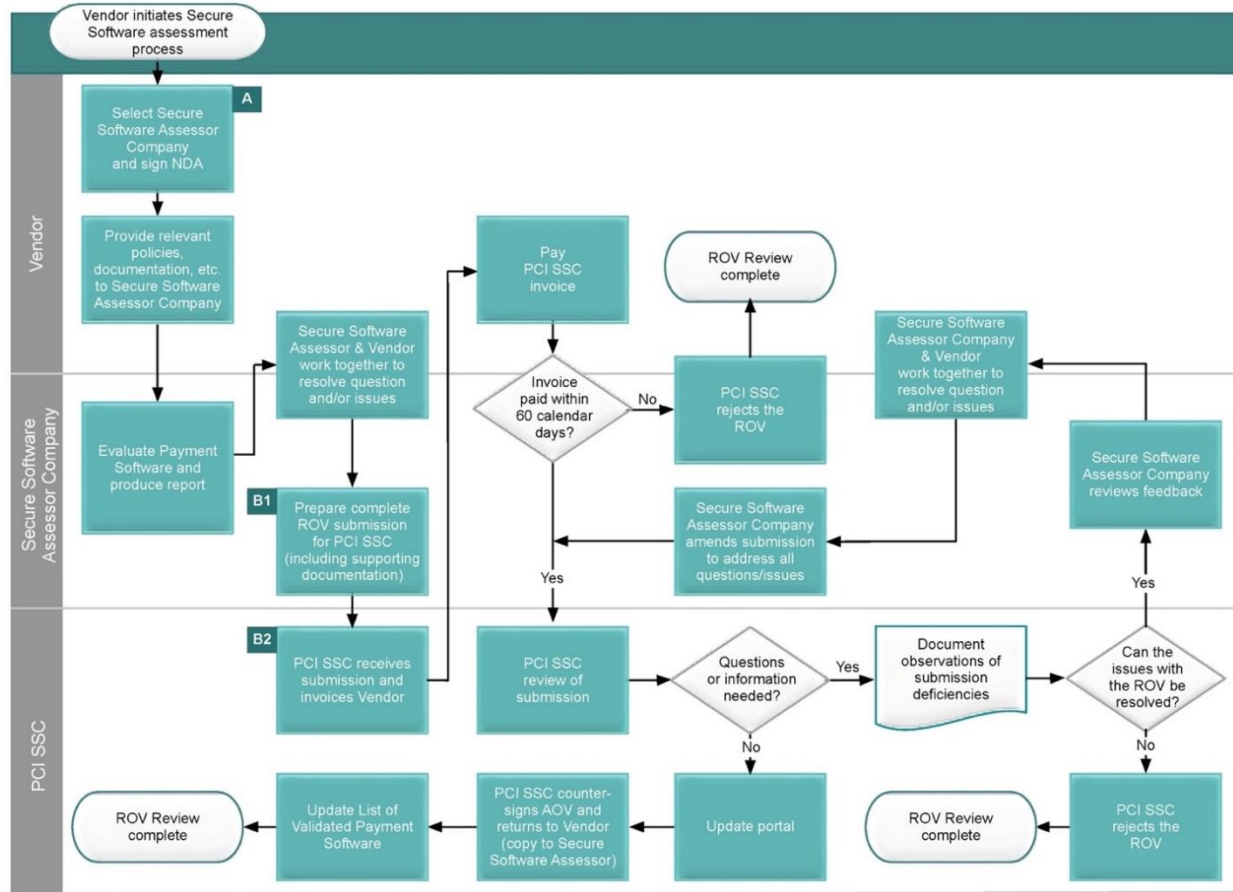 Vendor initiates Secure
Software assessment
process
A
Select Secure
Software Assessor
Company
and sign NDA
Vendor
Provide relevant
policies,
documentation, etc.
to Secure Software
Assessor Company
Pay
PCI SSC
invoice
ROV Review
complete
Secure Software
Assessor & Vendor
work together to
resolve question
and/or issues
Secure Software
Assessor Company
& Vendor
work together to
resolve question
and/or issues
Secure Software
Assessor Company
Evaluate Payment
Software and
produce report
Invoice
paid within
60 calendar
days?
No
PCI SSC
rejects the
ROV
Secure Software
Assessor Company
reviews feedback
B1
Prepare complete
ROV submission
for PCI SSC
(including supporting
documentation)
Secure Software
Assessor Company
amends submission
to address all
questions/issues
Yes
Yes
PCI SSC
B2
PCI SSC receives
submission and
invoices Vendor
PCI SSC
review of
submission
Questions
or information
needed?
Yes
Document
observations of
submission
deficiencies
Can the
issues with
the ROV be
resolved?
No
No
ROV Review
complete
Update List of
Validated Payment
Software
PCI SSC counter-
signs AOV and
returns to Vendor
(copy to Secure
Software Assessor)
Update portal
ROV Review
complete
PCI SSC
rejects the
ROV